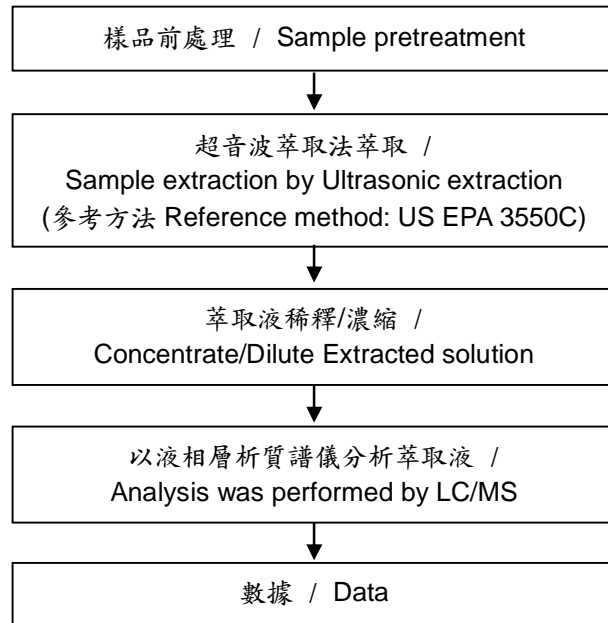 樣品前處理 / Sample pretreatment
超音波萃取法萃取 /
Sample extraction by Ultrasonic extraction
(參考方法 Reference method: US EPA 3550C)
萃取液稀釋/濃縮 /
Concentrate/Dilute Extracted solution
以液相層析質譜儀分析萃取液 /
Analysis was performed by LC/MS
數據 / Data